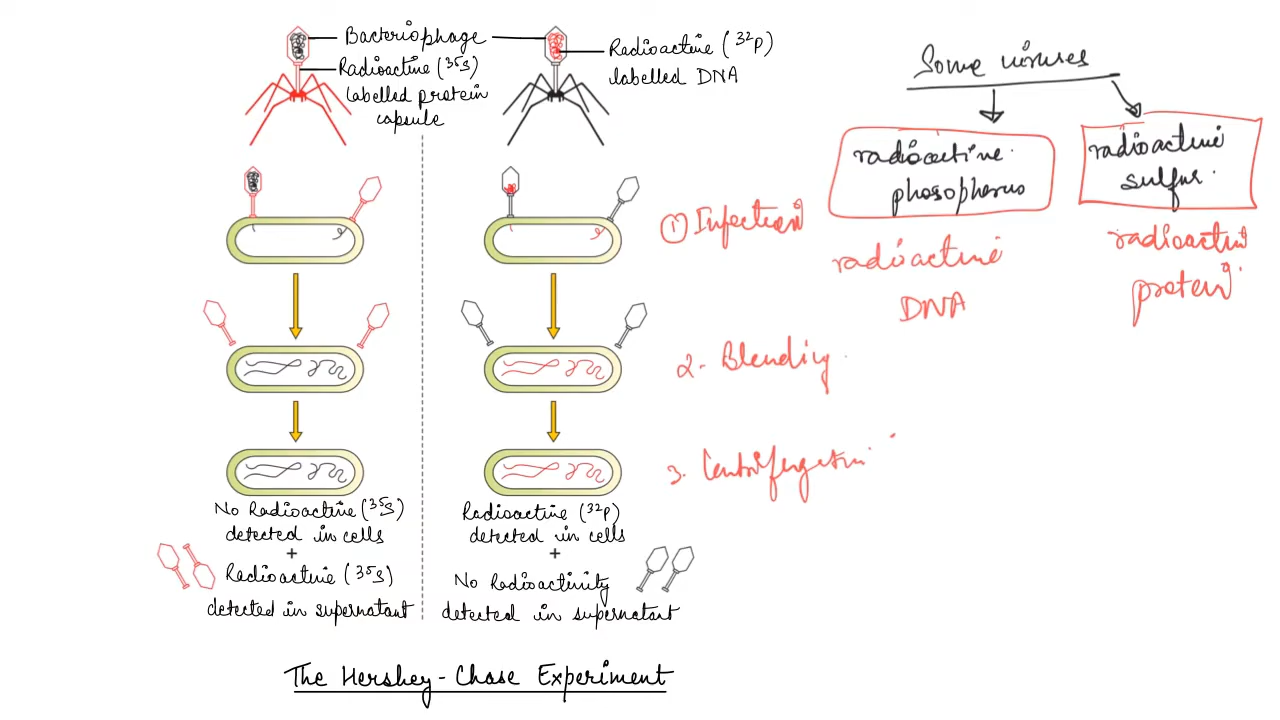 Bacteriophage
Radioactive (35S)
labelled protein
capsule
Radioactive (32P)
labelled DNA
Some viruses
radioactive
phosopherus
radioactive
sulfur.
radioactive
DNA
radioactive
protein
① Infection
2. Blending.
3. Centrifugation.
No Radioactive (35S)
detected in cells
+
Radioactive (35S)
detected in supernatant
Radioactive (32P)
detected in cells
+
No Radioactivity
detected in supernatant
The Hershey-Chase Experiment